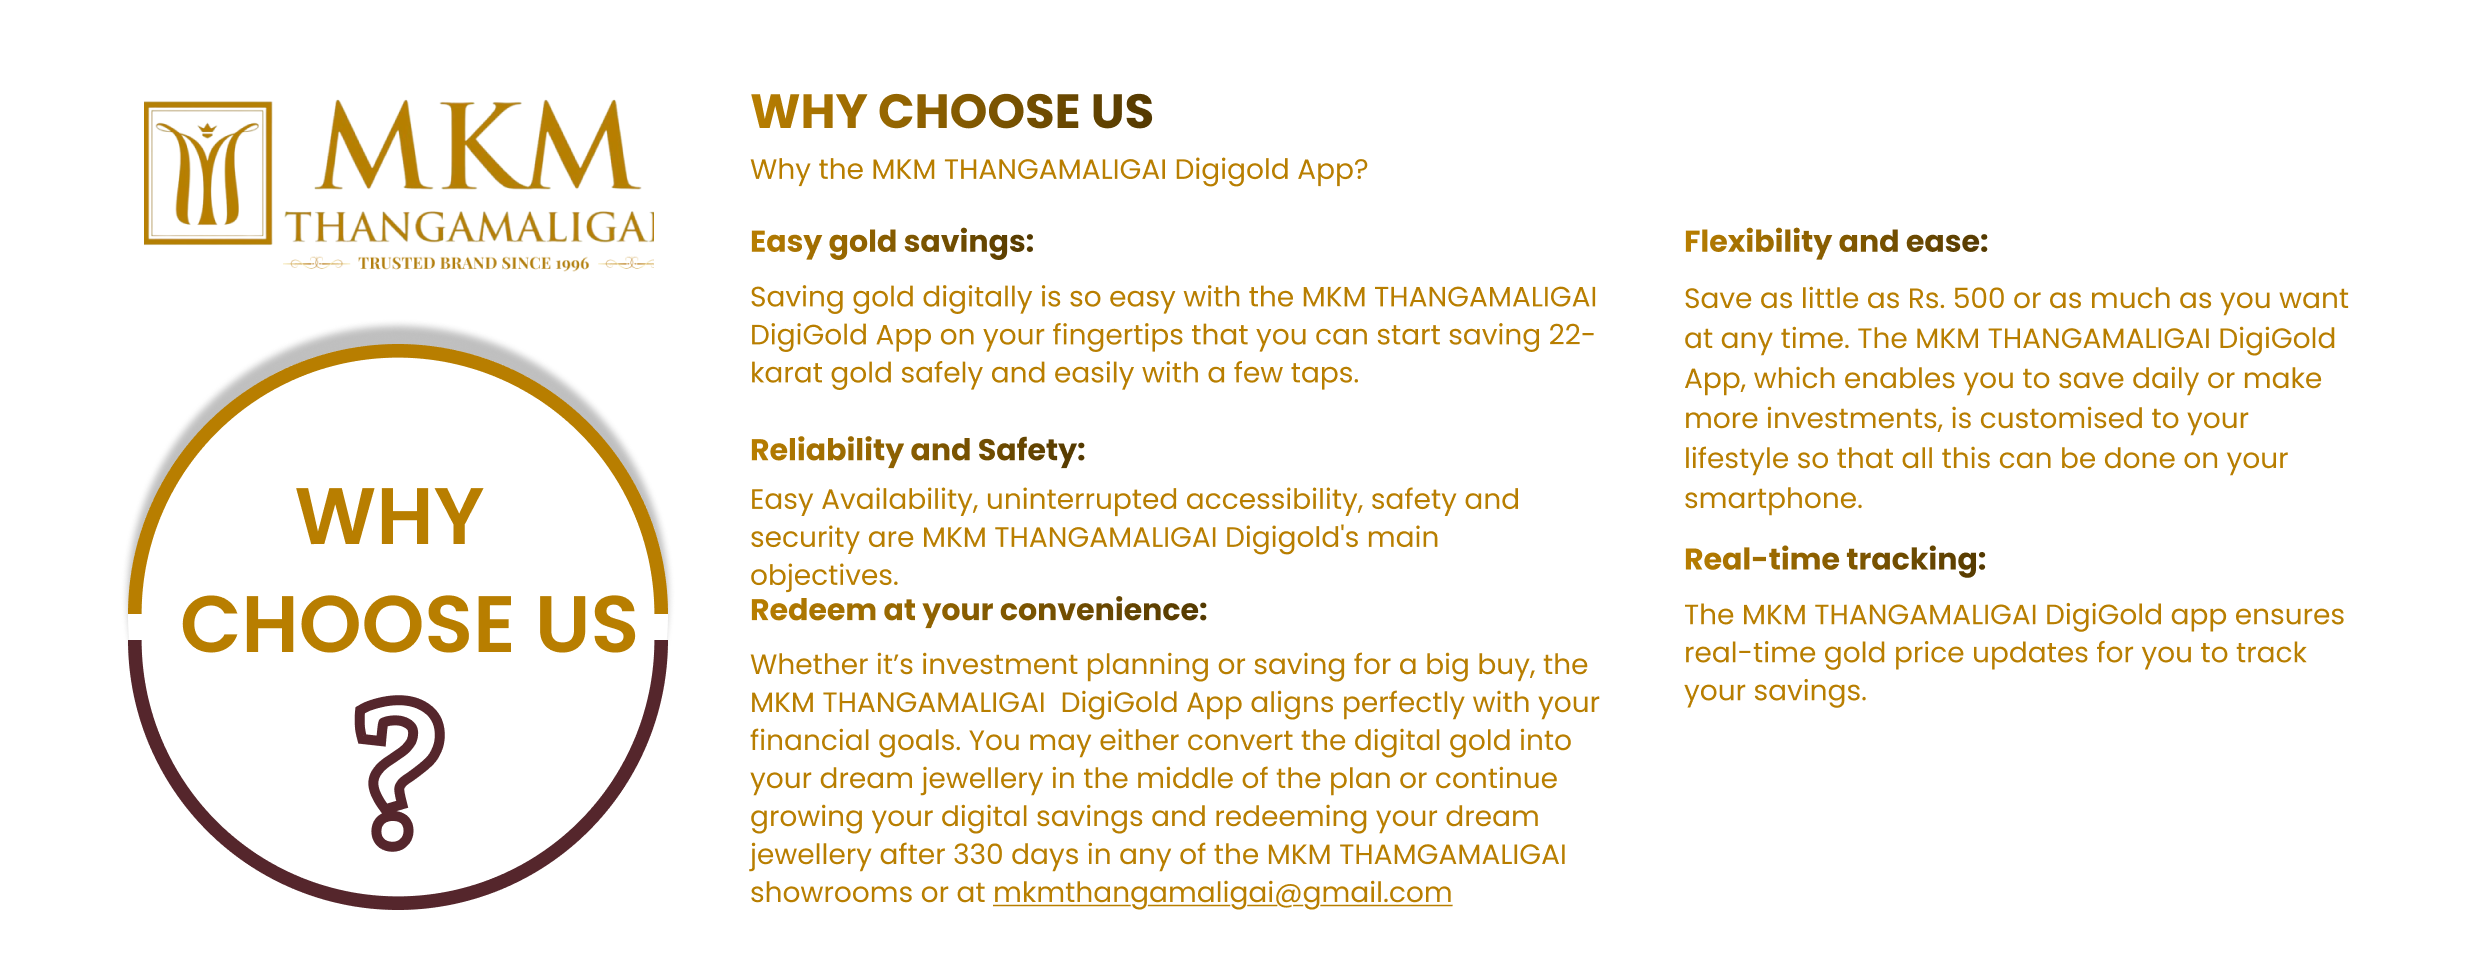 MKM
THANGAMALIGAI
TRUSTED BRAND SINCE 1996
WHY
CHOOSE US
?
WHY CHOOSE US
Why the MKM THANGAMALIGAI Digigold App?
Easy gold savings:
Saving gold digitally is so easy with the MKM THANGAMALIGAI
DigiGold App on your fingertips that you can start saving 22-
karat gold safely and easily with a few taps.
Reliability and Safety:
Easy Availability, uninterrupted accessibility, safety and
security are MKM THANGAMALIGAI Digigold's main
objectives.
Redeem at your convenience:
Whether it’s investment planning or saving for a big buy, the
MKM THANGAMALIGAI  DigiGold App aligns perfectly with your
financial goals. You may either convert the digital gold into
your dream jewellery in the middle of the plan or continue
growing your digital savings and redeeming your dream
jewellery after 330 days in any of the MKM THAMGAMALIGAI
showrooms or at mkmthangamaligai@gmail.com
Flexibility and ease:
Save as little as Rs. 500 or as much as you want
at any time. The MKM THANGAMALIGAI DigiGold
App, which enables you to save daily or make
more investments, is customised to your
lifestyle so that all this can be done on your
smartphone.
Real-time tracking:
The MKM THANGAMALIGAI DigiGold app ensures
real-time gold price updates for you to track
your savings.